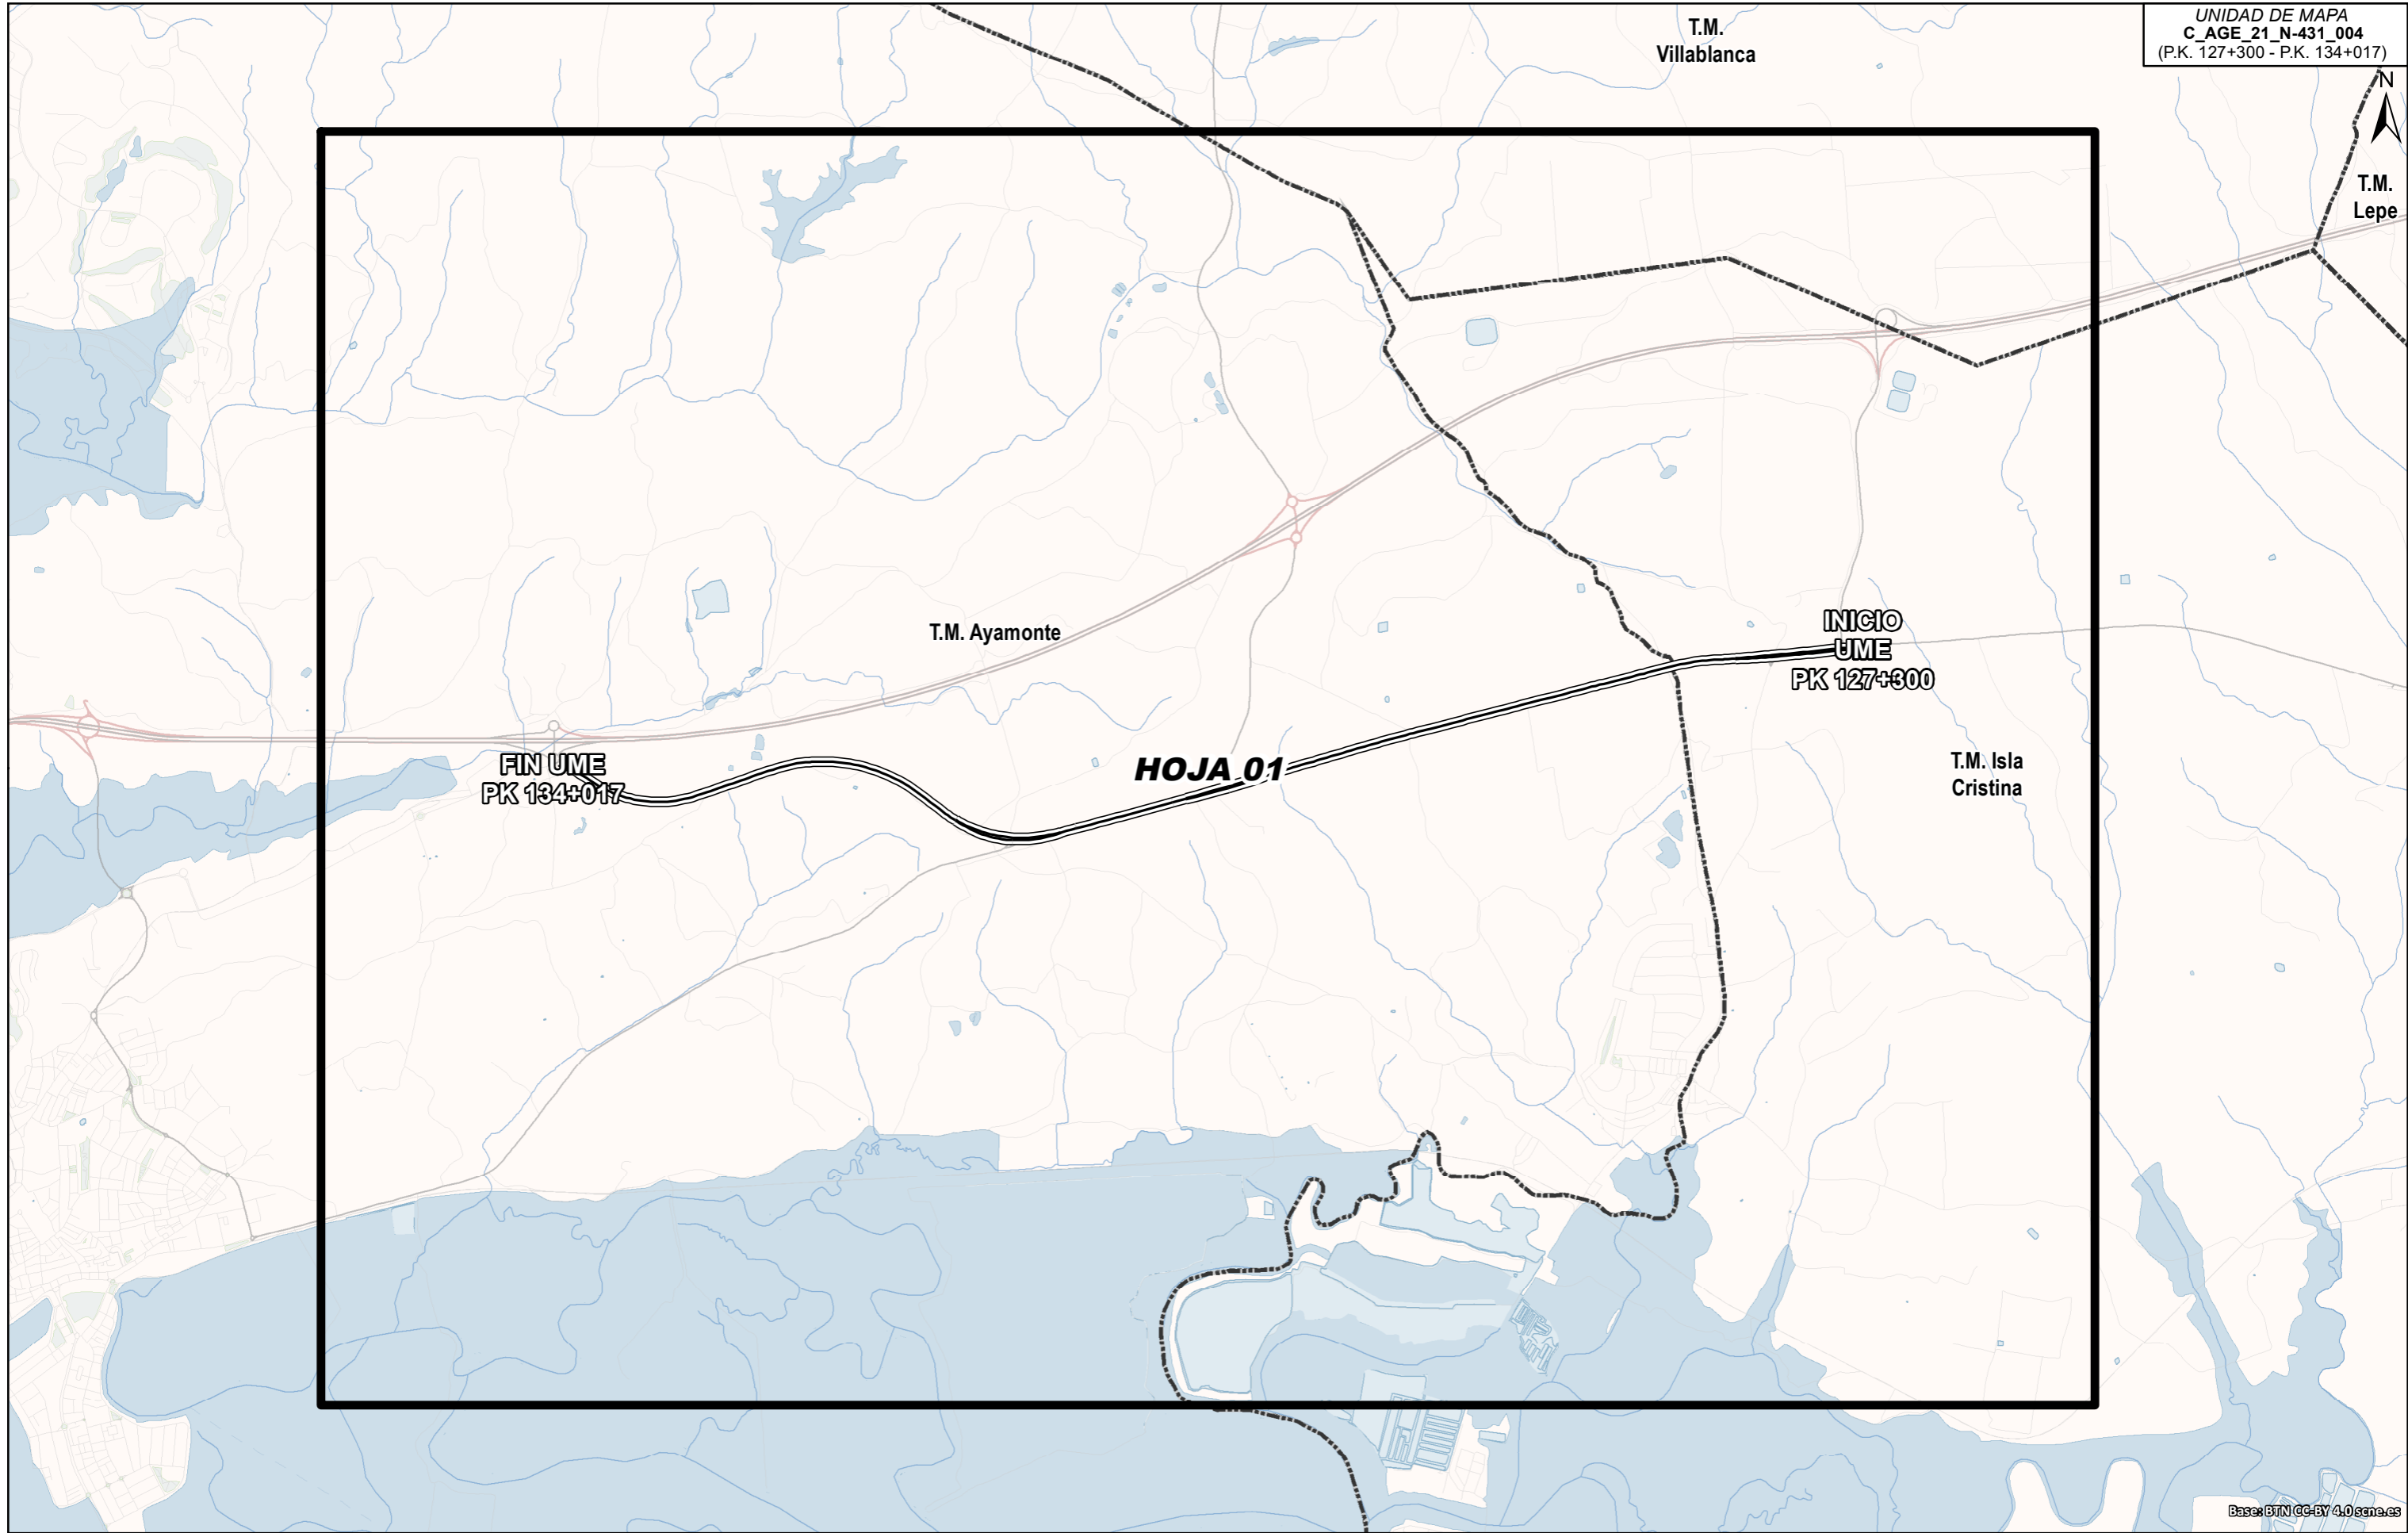 UNIDAD DE MAPA
C_AGE_21_N-431_004
(P.K. 127+300 - P.K. 134+017)
N
T.M.
Villablanca
T.M.
Lepe
T.M. Ayamonte
INICIO
UME
PK 127+300
FIN UME
PK 134+017
HOJA 01
T.M. Isla
Cristina
Base: BTN CC-BY 4.0 scne.es